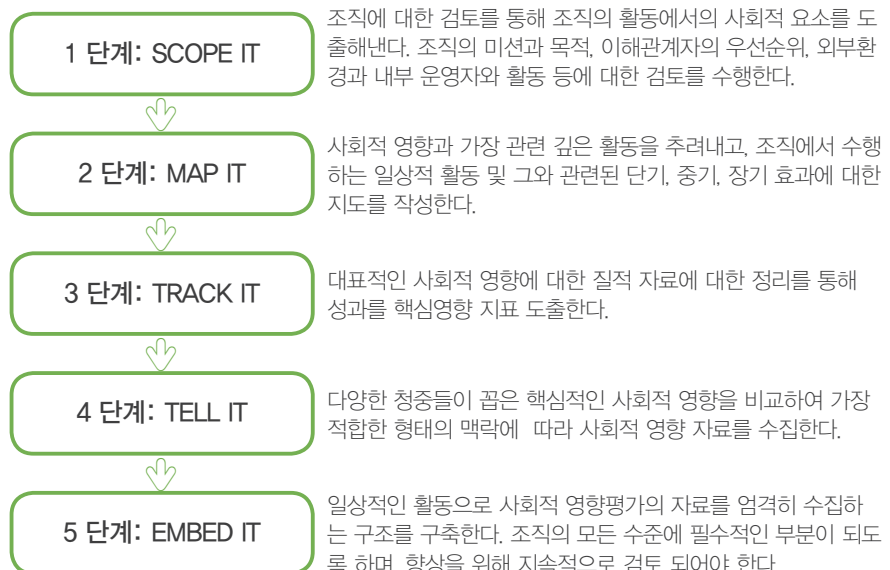 1 단계: SCOPE IT
조직에 대한 검토를 통해 조직의 활동에서의 사회적 요소를 도
출해낸다. 조직의 미션과 목적, 이해관계자의 우선순위, 외부환
경과 내부 운영자와 활동 등에 대한 검토를 수행한다.
2 단계: MAP IT
사회적 영향과 가장 관련 깊은 활동을 추려내고, 조직에서 수행
하는 일상적 활동 및 그와 관련된 단기, 중기, 장기 효과에 대한
지도를 작성한다.
3 단계: TRACK IT
대표적인 사회적 영향에 대한 질적 자료에 대한 정리를 통해
성과를 핵심영향 지표 도출한다.
4 단계: TELL IT
다양한 청중들이 꼽은 핵심적인 사회적 영향을 비교하여 가장
적합한 형태의 맥락에 따라 사회적 영향 자료를 수집한다.
5 단계: EMBED IT
일상적인 활동으로 사회적 영향평가의 자료를 엄격히 수집하
는 구조를 구축한다. 조직의 모든 수준에 필수적인 부분이 되도
록 하며, 향상을 위해 지속적으로 검토 되어야 한다